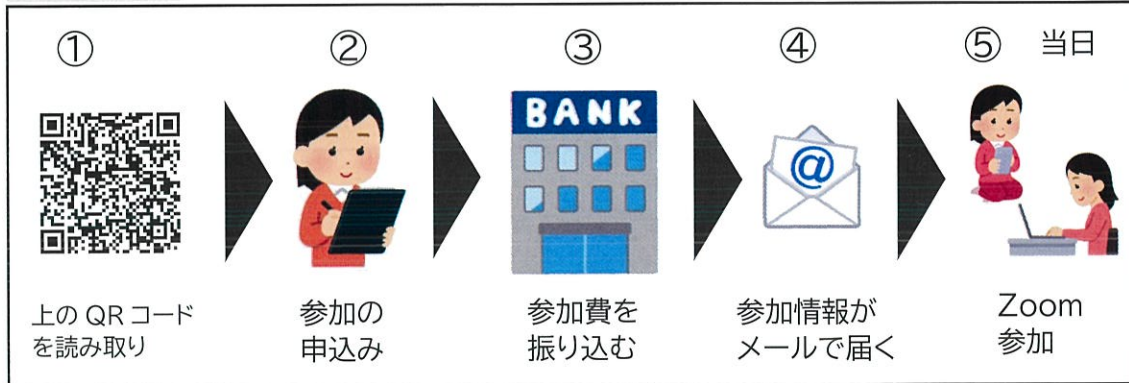 ①
上の QR コード
を読み取り
②
参加の
申込み
③
BANK
参加費を
振り込む
④
@
参加情報が
メールで届く
⑤ 当日
Zoom
参加